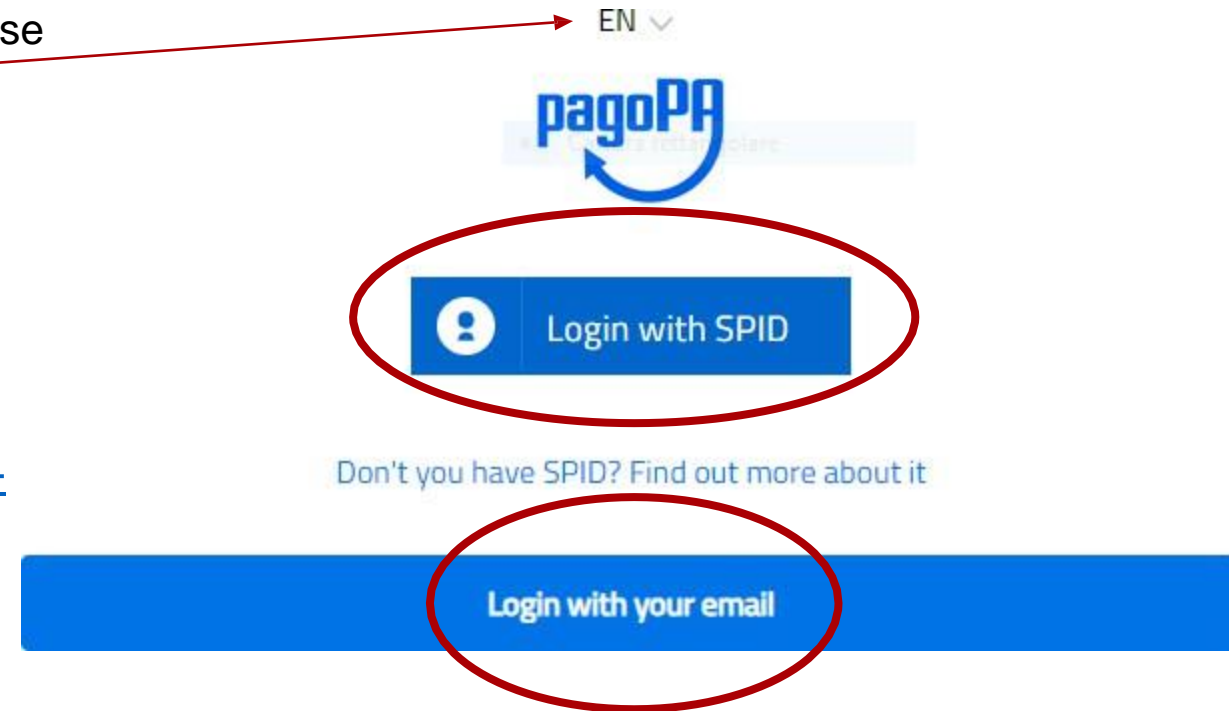 se
EN
pagoPA
Login with SPID
Don't you have SPID? Find out more about it
Login with your email